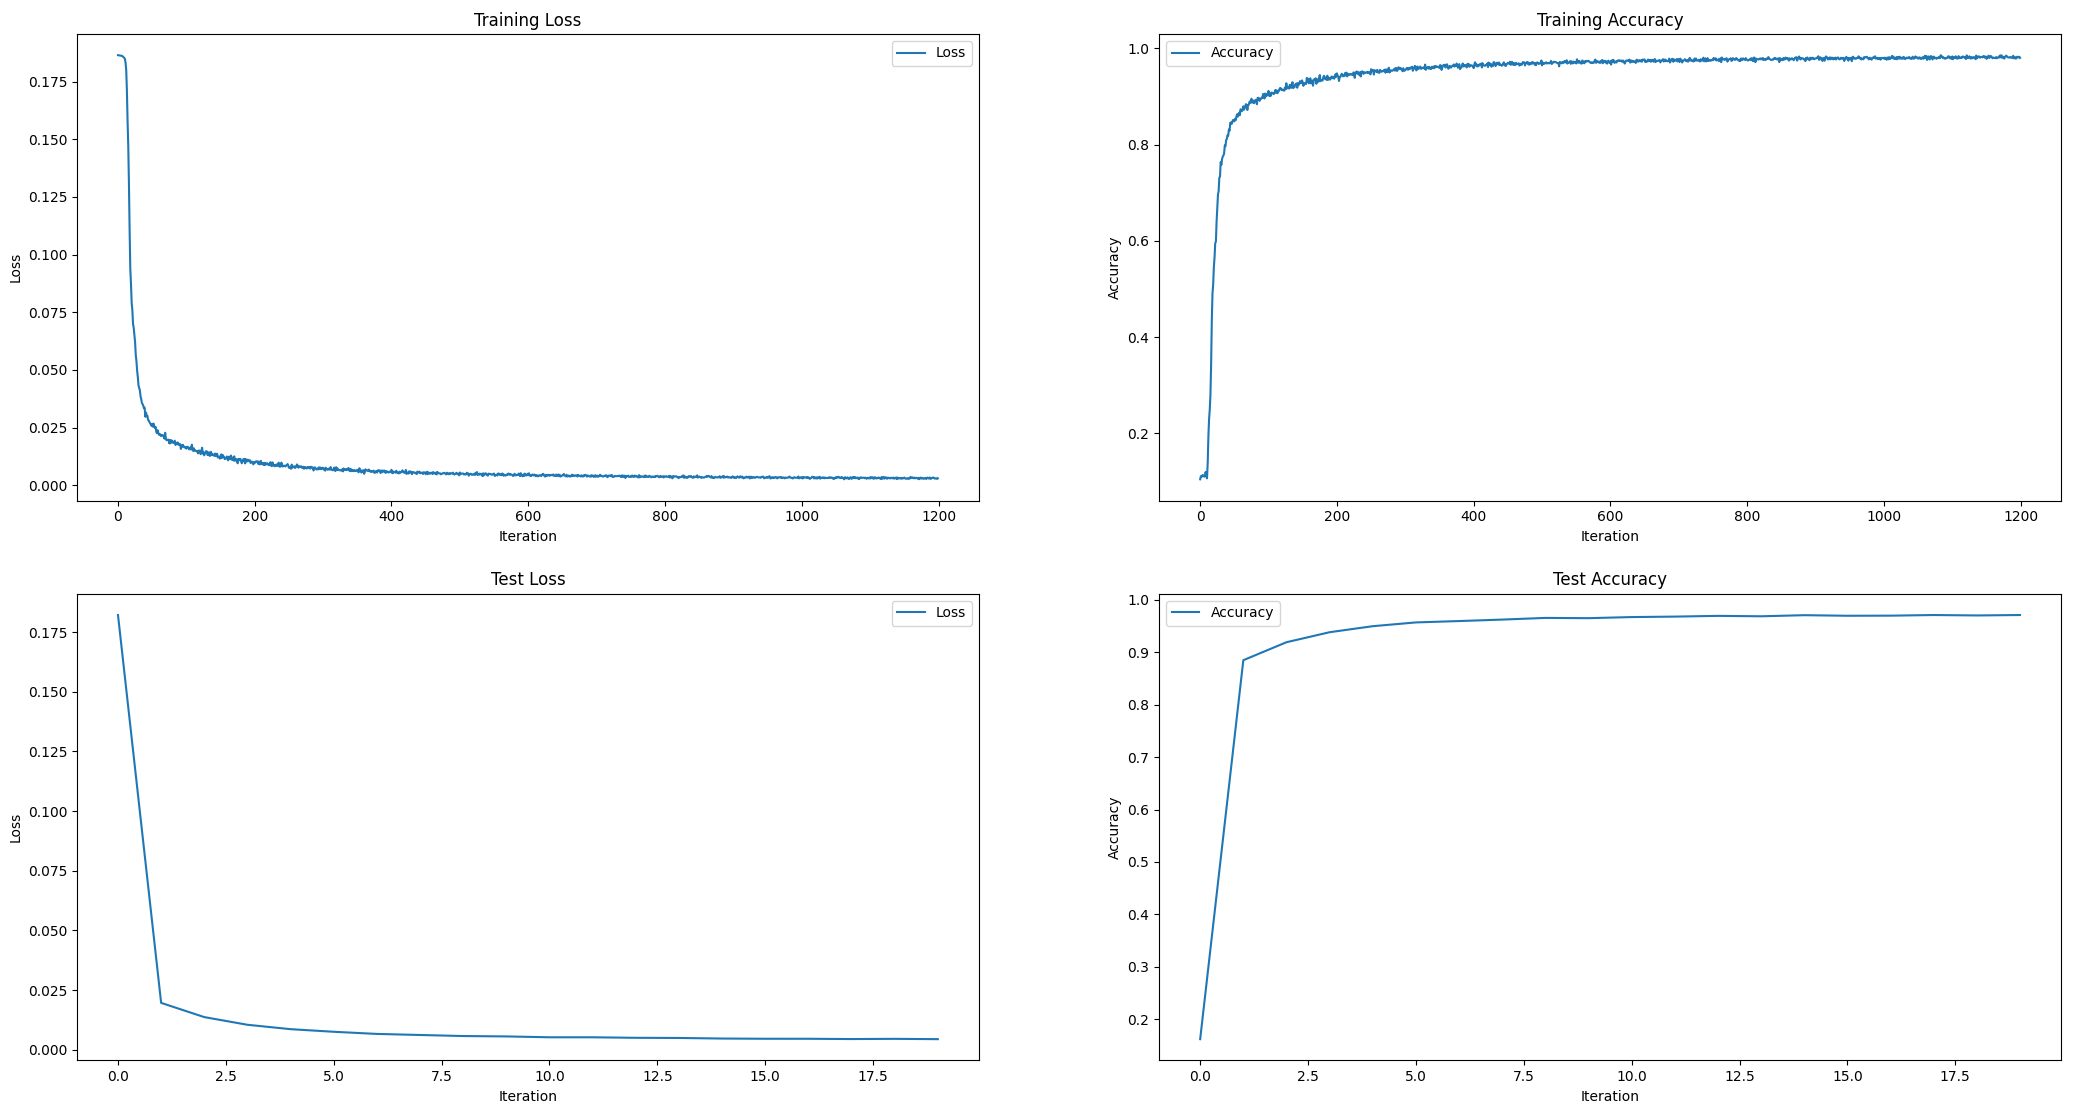 Training Loss
Loss
0.175
0.150
0.125
0.100
0.075
0.050
0.025
0.000
Loss
0 200 400 600 800 1000 1200
Iteration
Training Accuracy
Accuracy
1.0
0.8
0.6
0.4
0.2
Accuracy
0 200 400 600 800 1000 1200
Iteration
Test Loss
Loss
0.175
0.150
0.125
0.100
0.075
0.050
0.025
0.000
Loss
0.0 2.5 5.0 7.5 10.0 12.5 15.0 17.5
Iteration
Test Accuracy
Accuracy
1.0
0.9
0.8
0.7
0.6
0.5
0.4
0.3
0.2
Accuracy
0.0 2.5 5.0 7.5 10.0 12.5 15.0 17.5
Iteration